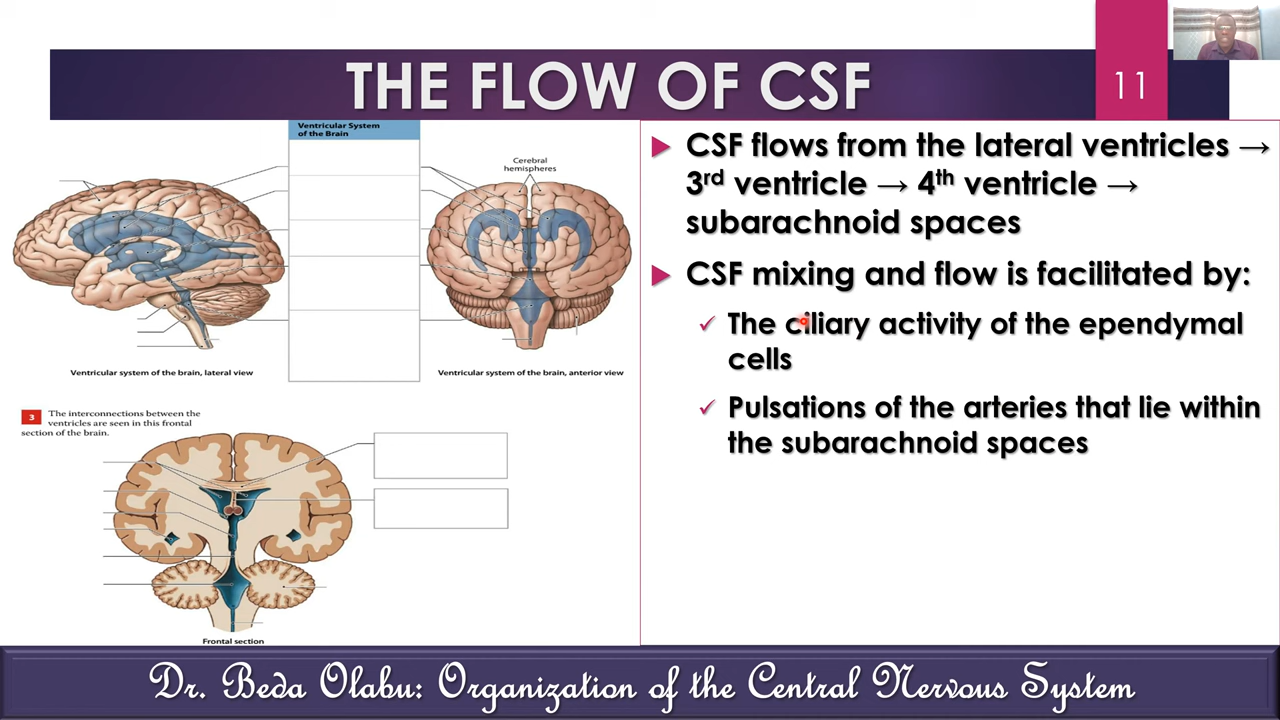 THE FLOW OF CSF
11
Ventricular System
of the Brain
Cerebral
hemispheres
Ventricular system of the brain, lateral view
Ventricular system of the brain, anterior view
3 The interconnections between the
ventricles are seen in this frontal
section of the brain.
Frontal section
CSF flows from the lateral ventricles →
3rd ventricle → 4th ventricle →
subarachnoid spaces
CSF mixing and flow is facilitated by:
✓ The ciliary activity of the ependymal
cells
✓ Pulsations of the arteries that lie within
the subarachnoid spaces
Dr. Beda Olabu: Organization of the Central Nervous System